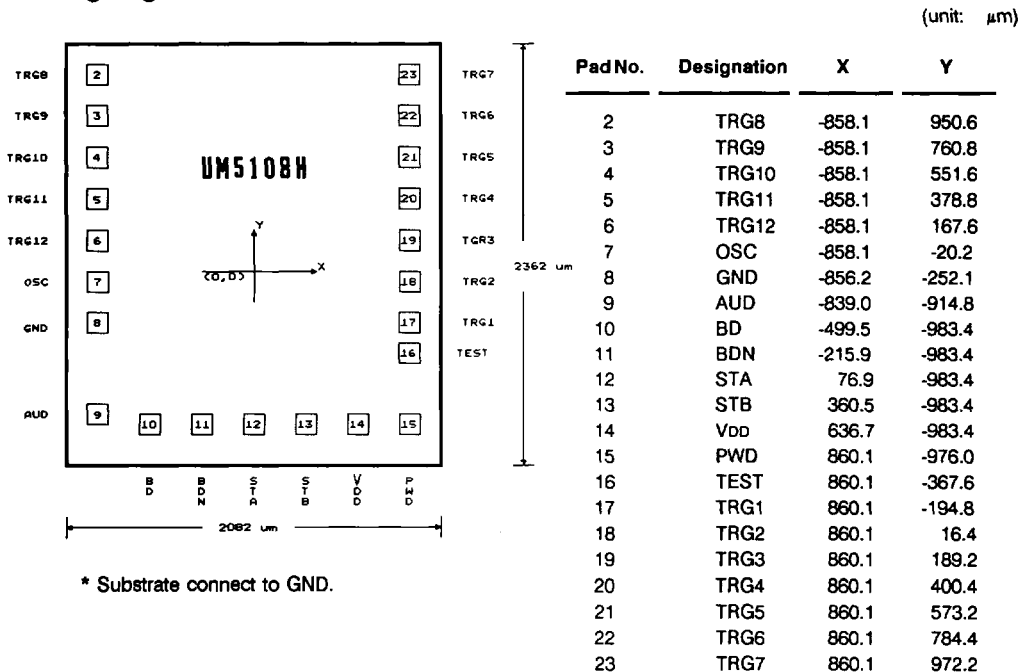 (unit: μm)
2 TRG8
3 TRG9
4 TRG10
5 TRG11
6 TRG12
7 OSC
8 GND
9 AUD
UM5108H
Y
X
(0,0)
23 TRG7
22 TRG6
21 TRG5
20 TRG4
19 TGR3
18 TRG2
17 TRG1
16 TEST
10 11 12 13 14 15
BD BDN STA STB VDD PWD
2362 um
2082 um
* Substrate connect to GND.
Pad No. Designation X Y
2 TRG8 -858.1 950.6
3 TRG9 -858.1 760.8
4 TRG10 -858.1 551.6
5 TRG11 -858.1 378.8
6 TRG12 -858.1 167.6
7 OSC -858.1 -20.2
8 GND -856.2 -252.1
9 AUD -839.0 -914.8
10 BD -499.5 -983.4
11 BDN -215.9 -983.4
12 STA 76.9 -983.4
13 STB 360.5 -983.4
14 VDD 636.7 -983.4
15 PWD 860.1 -976.0
16 TEST 860.1 -367.6
17 TRG1 860.1 -194.8
18 TRG2 860.1 16.4
19 TRG3 860.1 189.2
20 TRG4 860.1 400.4
21 TRG5 860.1 573.2
22 TRG6 860.1 784.4
23 TRG7 860.1 972.2